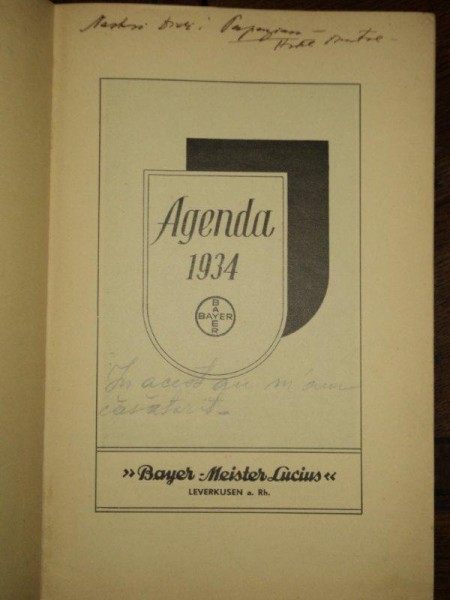 Agenda
1934
BAYER
BAYER
În acest an m'am
căsătorit-
»Bayer-Meister Lucius«
LEVERKUSEN a. Rh.